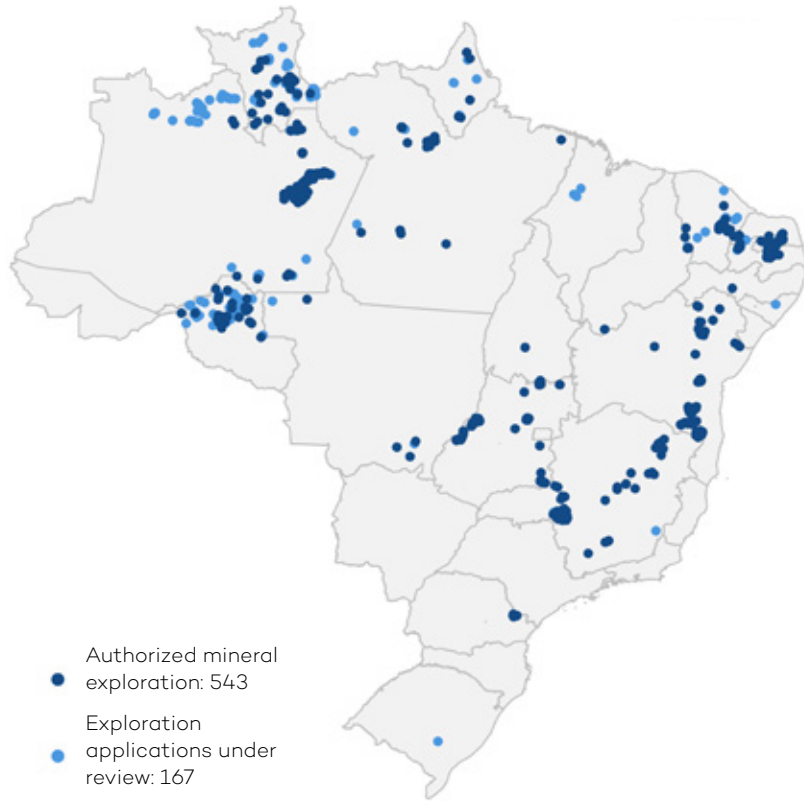 Authorized mineral
exploration: 543
Exploration
applications under
review: 167